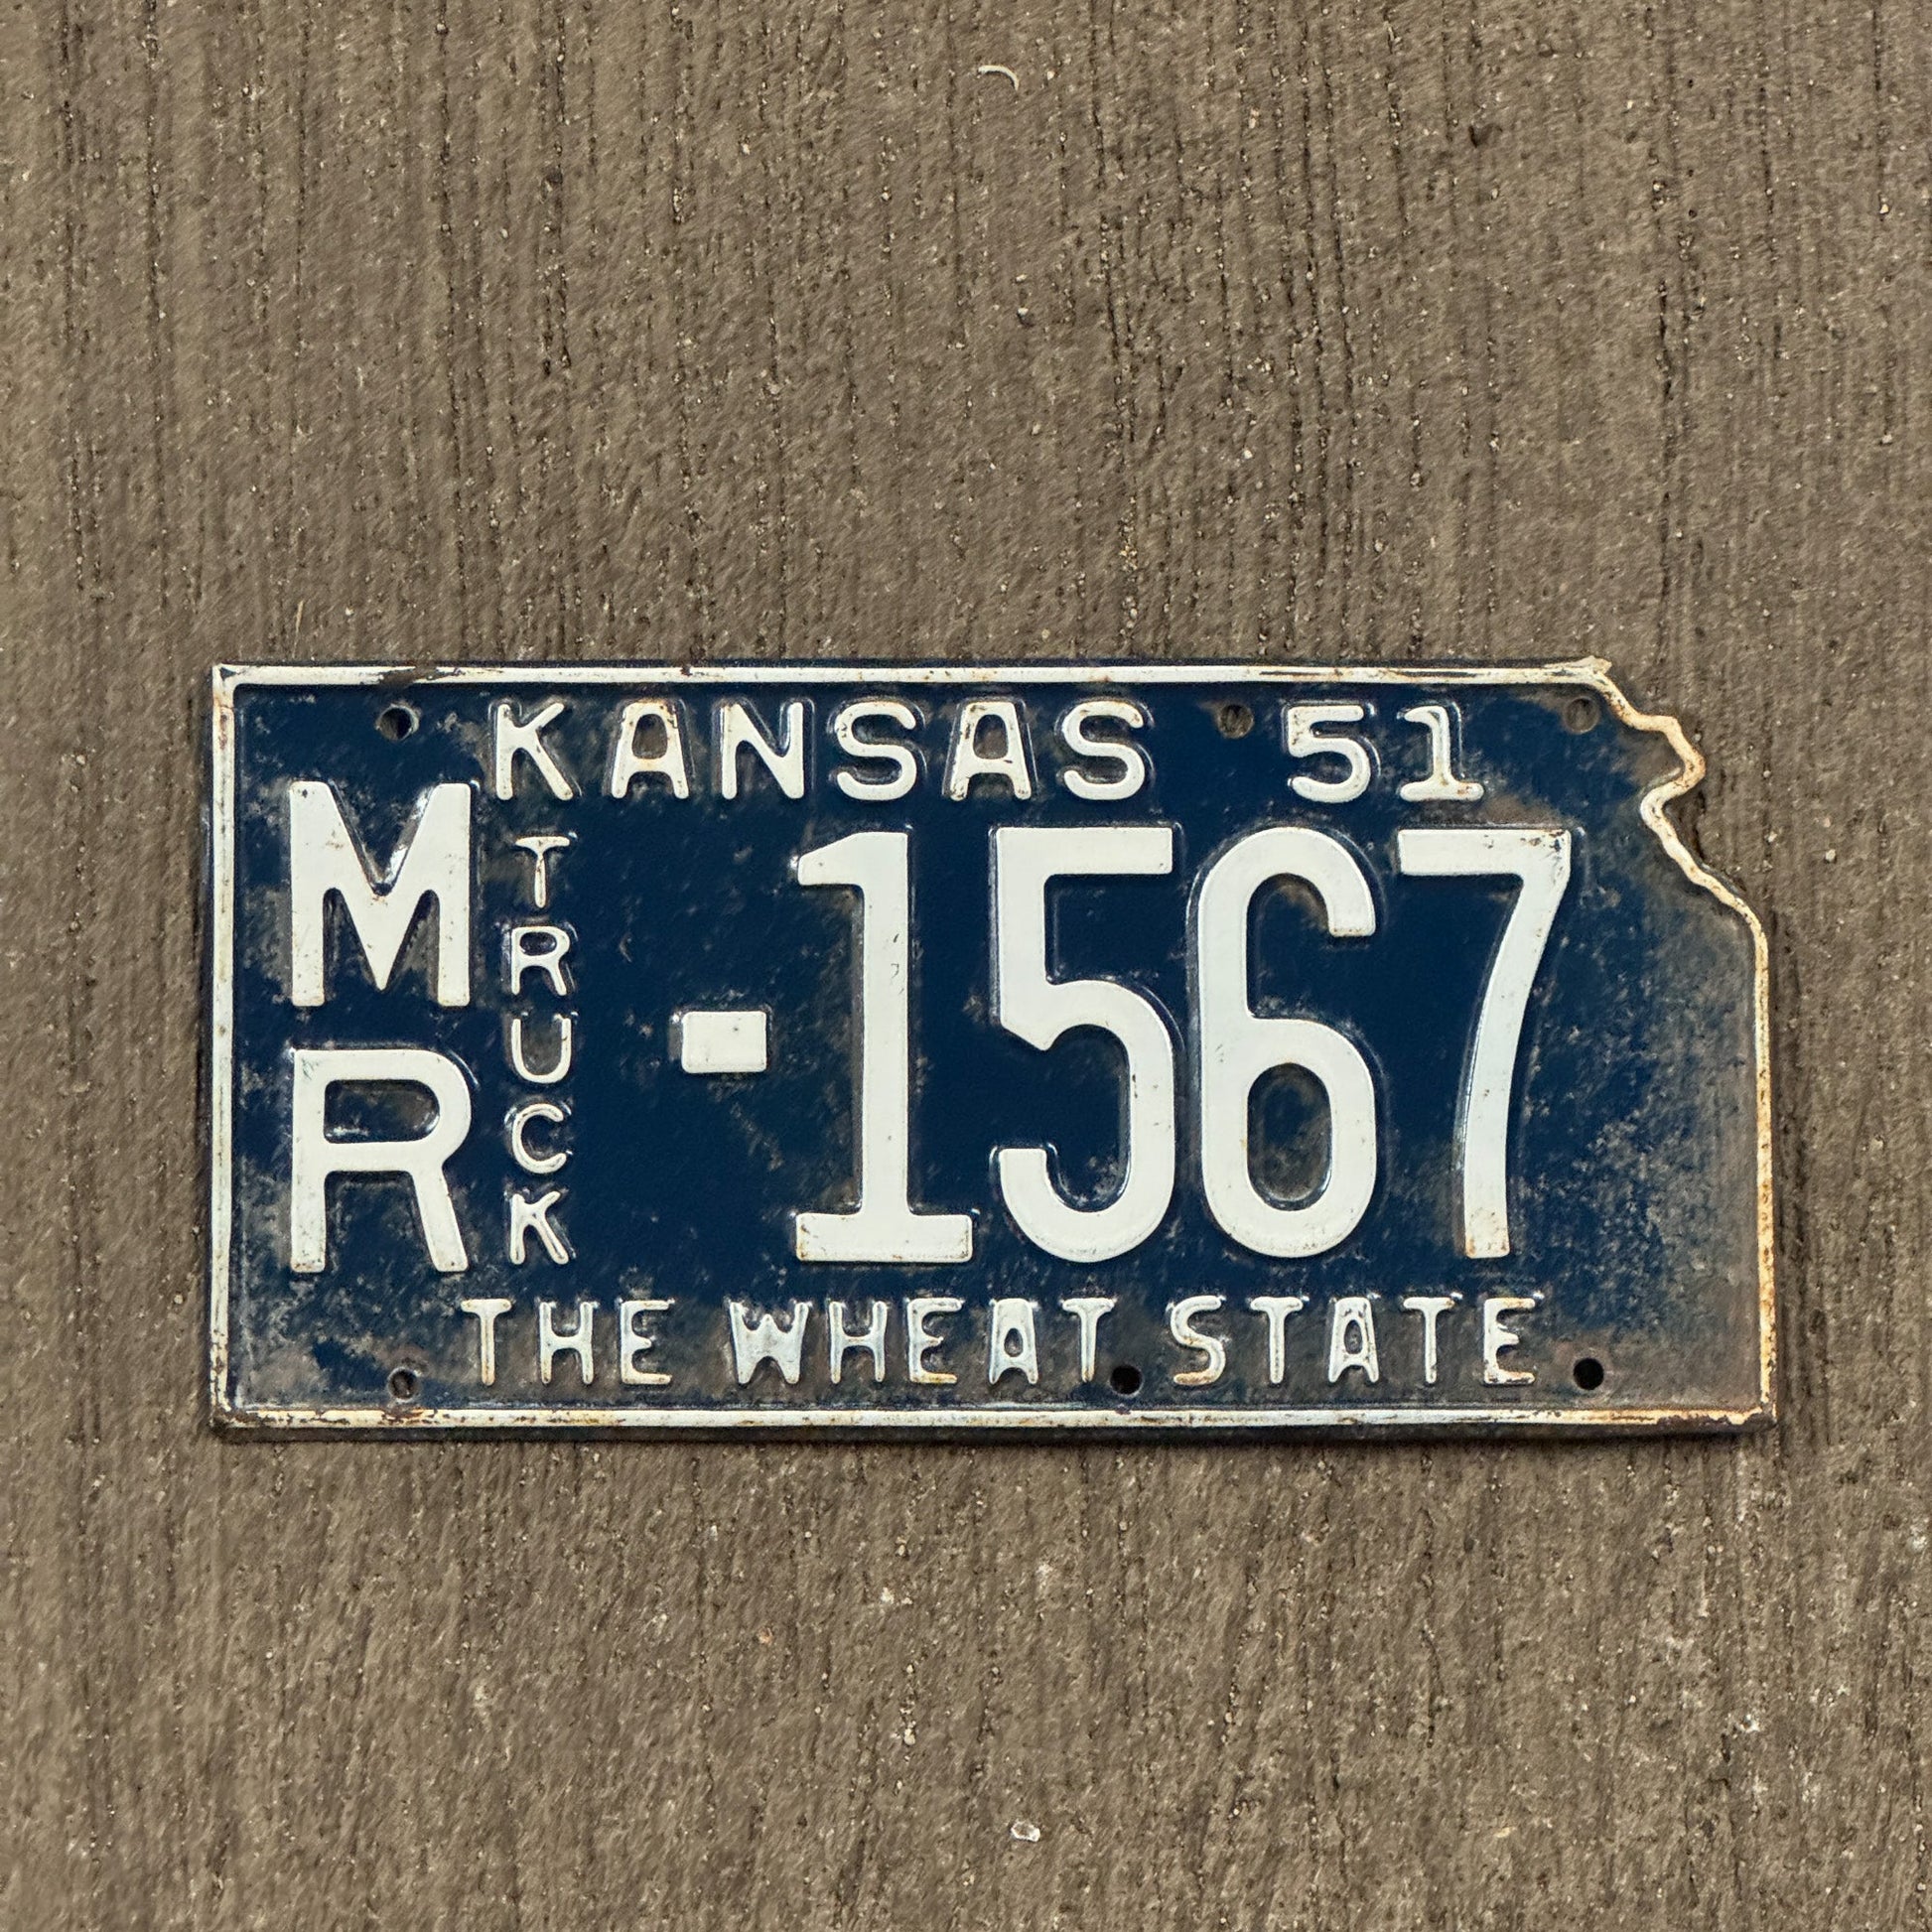 KANSAS 51
MR
TRUCK
-1567
THE WHEAT STATE